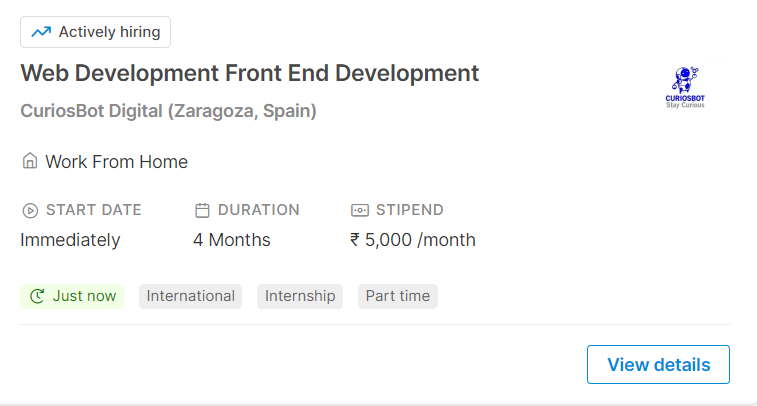 Actively hiring
Web Development Front End Development
CuriosBot Digital (Zaragoza, Spain)
CURIOSBOT
Stay Curious
Work From Home
START DATE DURATION STIPEND
Immediately 4 Months ₹ 5,000 /month
Just now International Internship Part time
View details